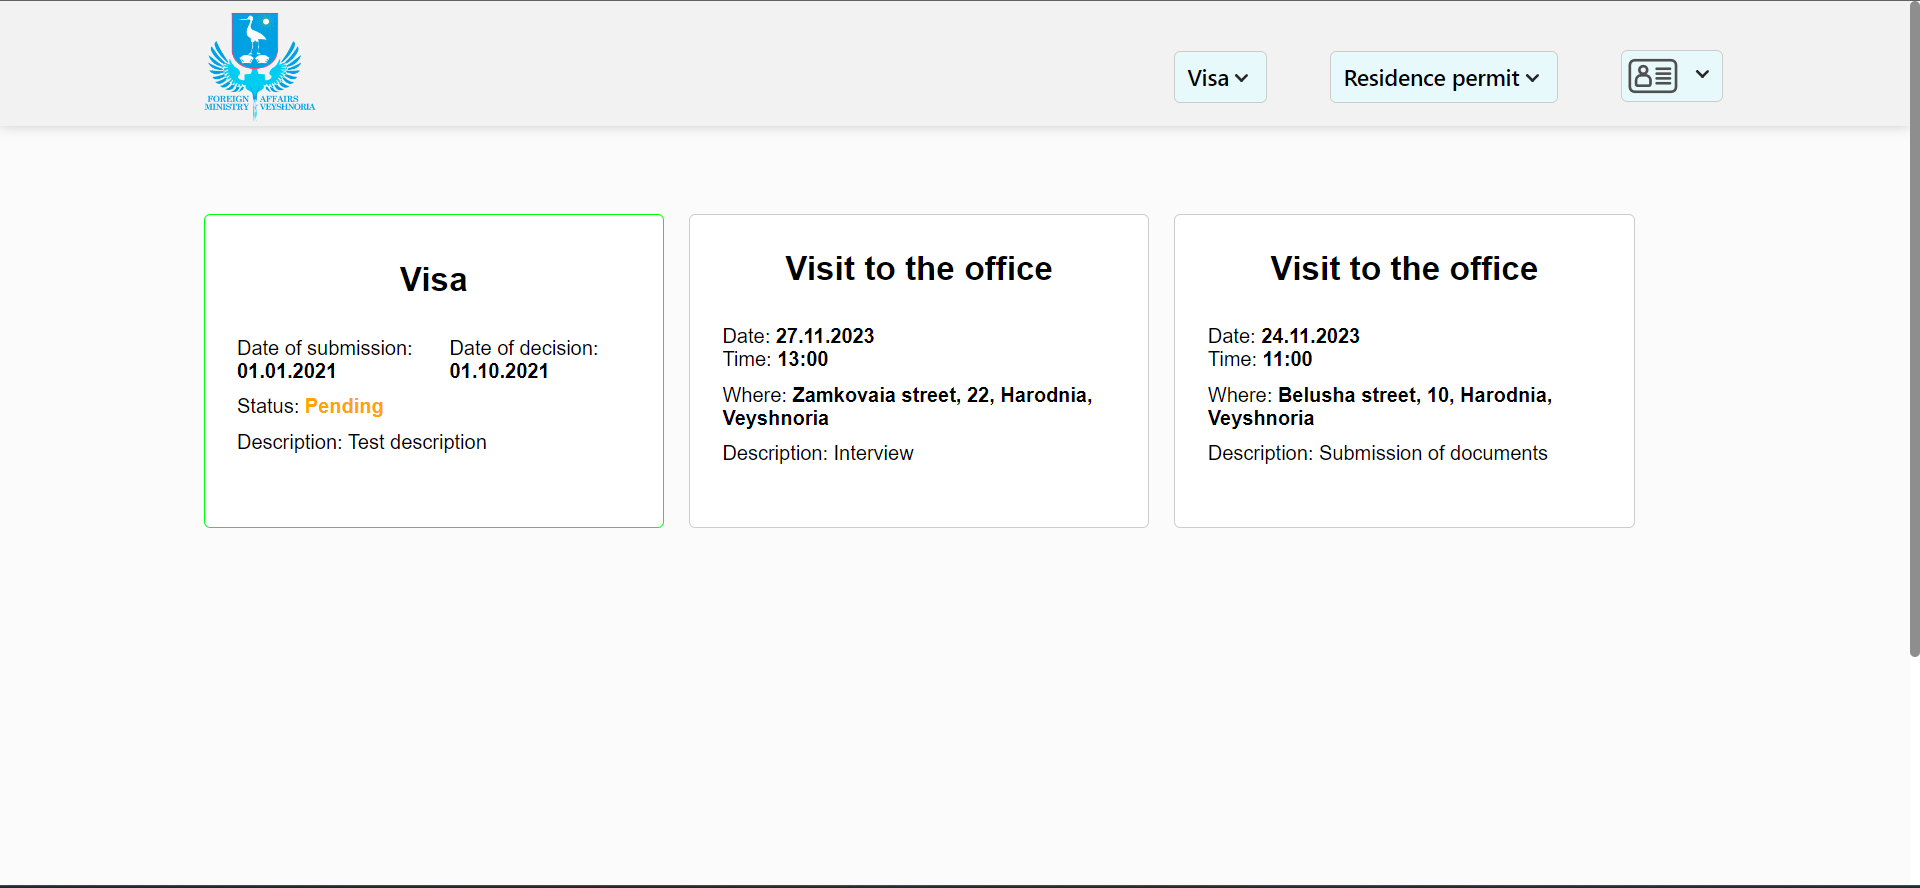 FOREIGN AFFAIRS
MINISTRY VEYSHNORIA
Visa
Residence permit
Visa
Date of submission:
01.01.2021
Date of decision:
01.10.2021
Status: Pending
Description: Test description
Visit to the office
Date: 27.11.2023
Time: 13:00
Where: Zamkovaia street, 22, Harodnia,
Veyshnoria
Description: Interview
Visit to the office
Date: 24.11.2023
Time: 11:00
Where: Belusha street, 10, Harodnia,
Veyshnoria
Description: Submission of documents